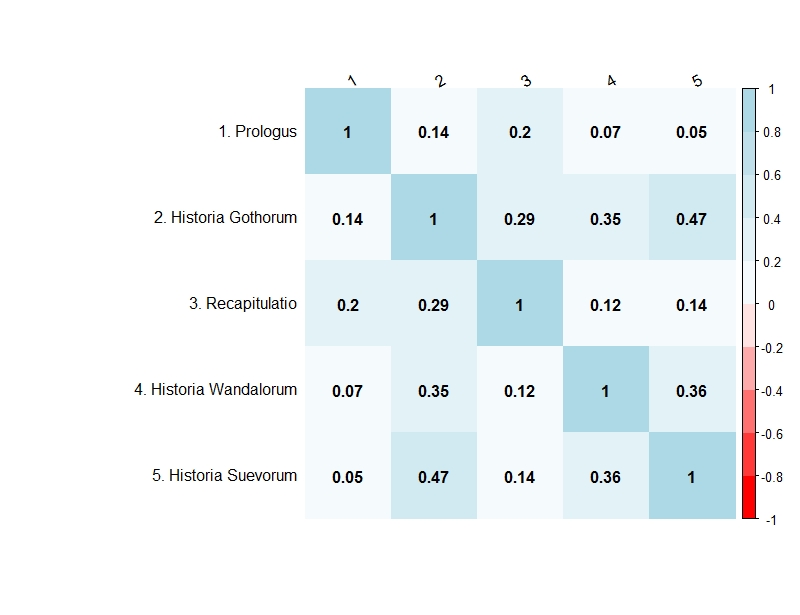 1 2 3 4 5
1. Prologus 1 0.14 0.2 0.07 0.05
2. Historia Gothorum 0.14 1 0.29 0.35 0.47
3. Recapitulatio 0.2 0.29 1 0.12 0.14
4. Historia Wandalorum 0.07 0.35 0.12 1 0.36
5. Historia Suevorum 0.05 0.47 0.14 0.36 1
1
0.8
0.6
0.4
0.2
0
-0.2
-0.4
-0.6
-0.8
-1